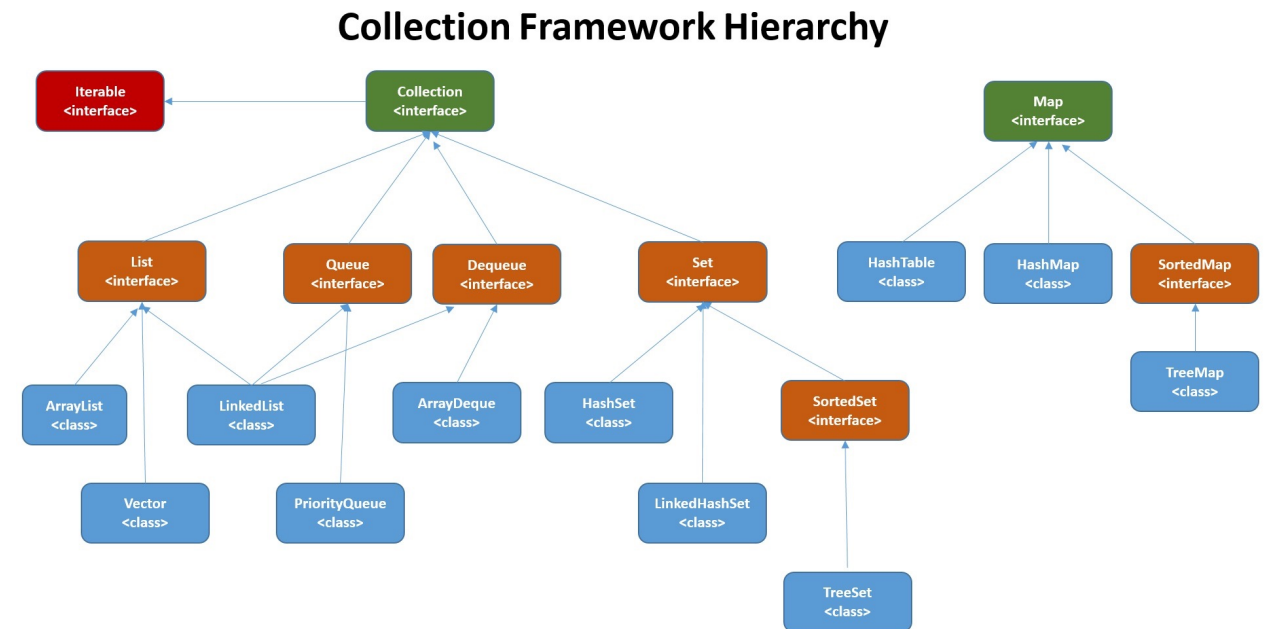 Collection Framework Hierarchy
Iterable
<interface>
Collection
<interface>
Map
<interface>
List
<interface>
Queue
<interface>
Dequeue
<interface>
Set
<interface>
HashTable
<class>
HashMap
<class>
SortedMap
<interface>
ArrayList
<class>
LinkedList
<class>
ArrayDeque
<class>
HashSet
<class>
SortedSet
<interface>
TreeMap
<class>
Vector
<class>
PriorityQueue
<class>
LinkedHashSet
<class>
TreeSet
<class>